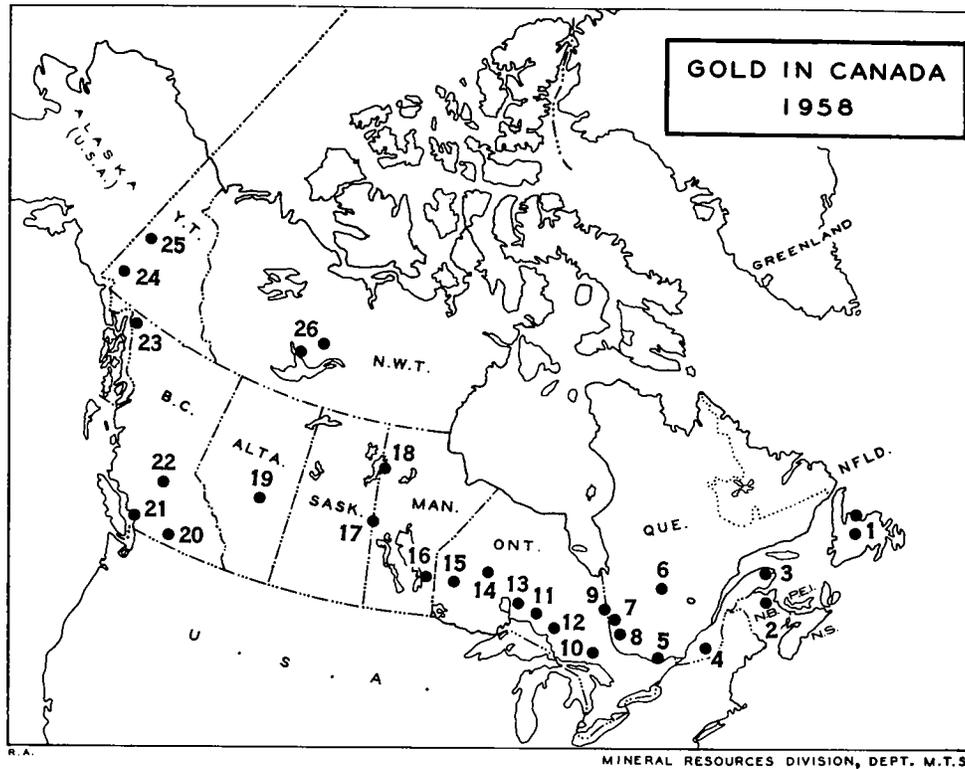 GOLD IN CANADA
1958
ALASKA
(U.S.A.)
Y.T.
25
24
GREENLAND
23
26
N.W.T.
B.C.
ALTA.
18
NFLD.
22
19
SASK.
MAN.
21
17
QUE.
1
20
ONT.
16
15
14
6
3
13
11
9
7
P.E.I.
N.B.
12
8
2
N.S.
10
5
4
U. S. A.
R.A.
MINERAL RESOURCES DIVISION, DEPT. M.T.S